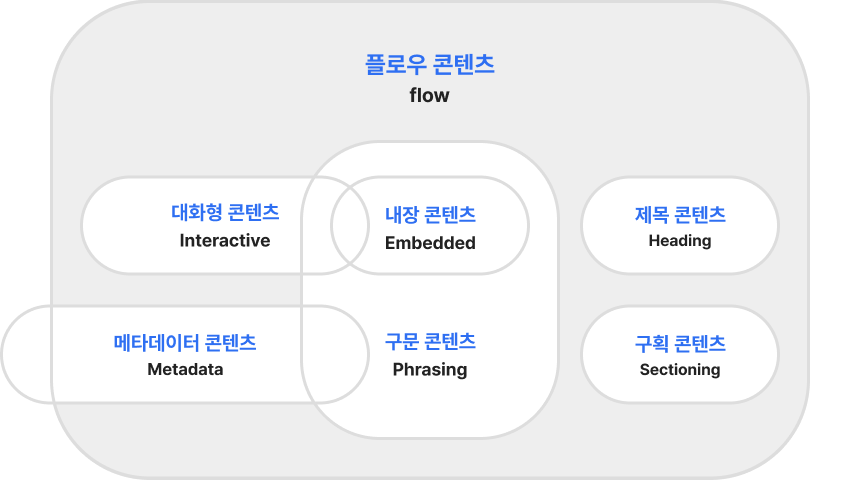 플로우 콘텐츠
flow
대화형 콘텐츠
Interactive
내장 콘텐츠
Embedded
제목 콘텐츠
Heading
메타데이터 콘텐츠
Metadata
구문 콘텐츠
Phrasing
구획 콘텐츠
Sectioning